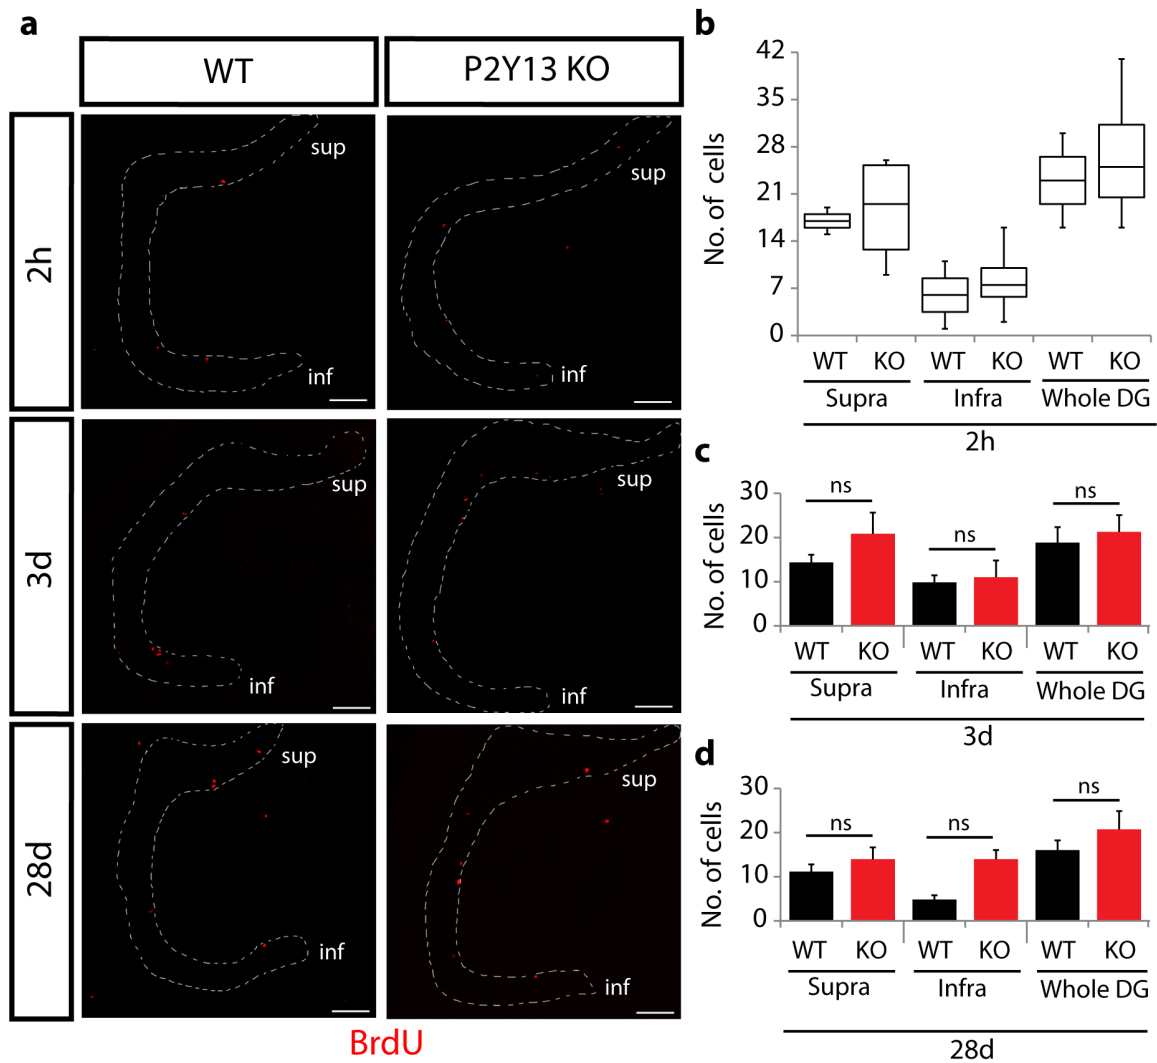 a
WT
P2Y13 KO
2h
sup
inf
sup
inf
3d
sup
inf
sup
inf
28d
sup
inf
sup
inf
BrdU
b
No. of cells
42
35
28
21
14
7
0
WT KO WT KO WT KO
Supra Infra Whole DG
2h
c
No. of cells
30
20
10
0
ns ns ns
WT KO WT KO WT KO
Supra Infra Whole DG
3d
d
No. of cells
30
20
10
0
ns ns ns
WT KO WT KO WT KO
Supra Infra Whole DG
28d